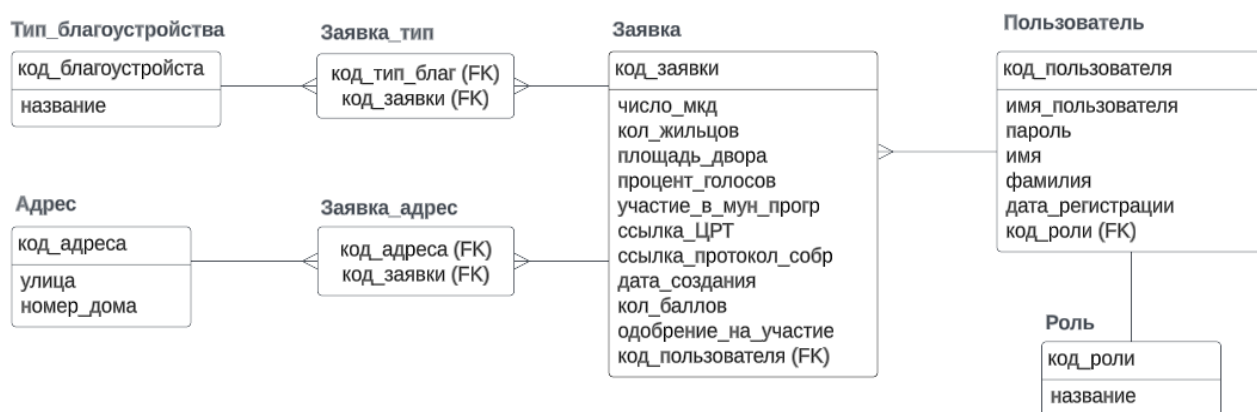 Тип_благоустройства
код_благоустройста
название
Заявка_тип
код_тип_благ (FK)
код_заявки (FK)
Заявка
код_заявки
число_мкд
кол_жильцов
площадь_двора
процент_голосов
участие_в_мун_прогр
ссылка_ЦРТ
ссылка_протокол_собр
дата_создания
кол_баллов
одобрение_на_участие
код_пользователя (FK)
Пользователь
код_пользователя
имя_пользователя
пароль
имя
фамилия
дата_регистрации
код_роли (FK)
Адрес
код_адреса
улица
номер_дома
Заявка_адрес
код_адреса (FK)
код_заявки (FK)
Роль
код_роли
название